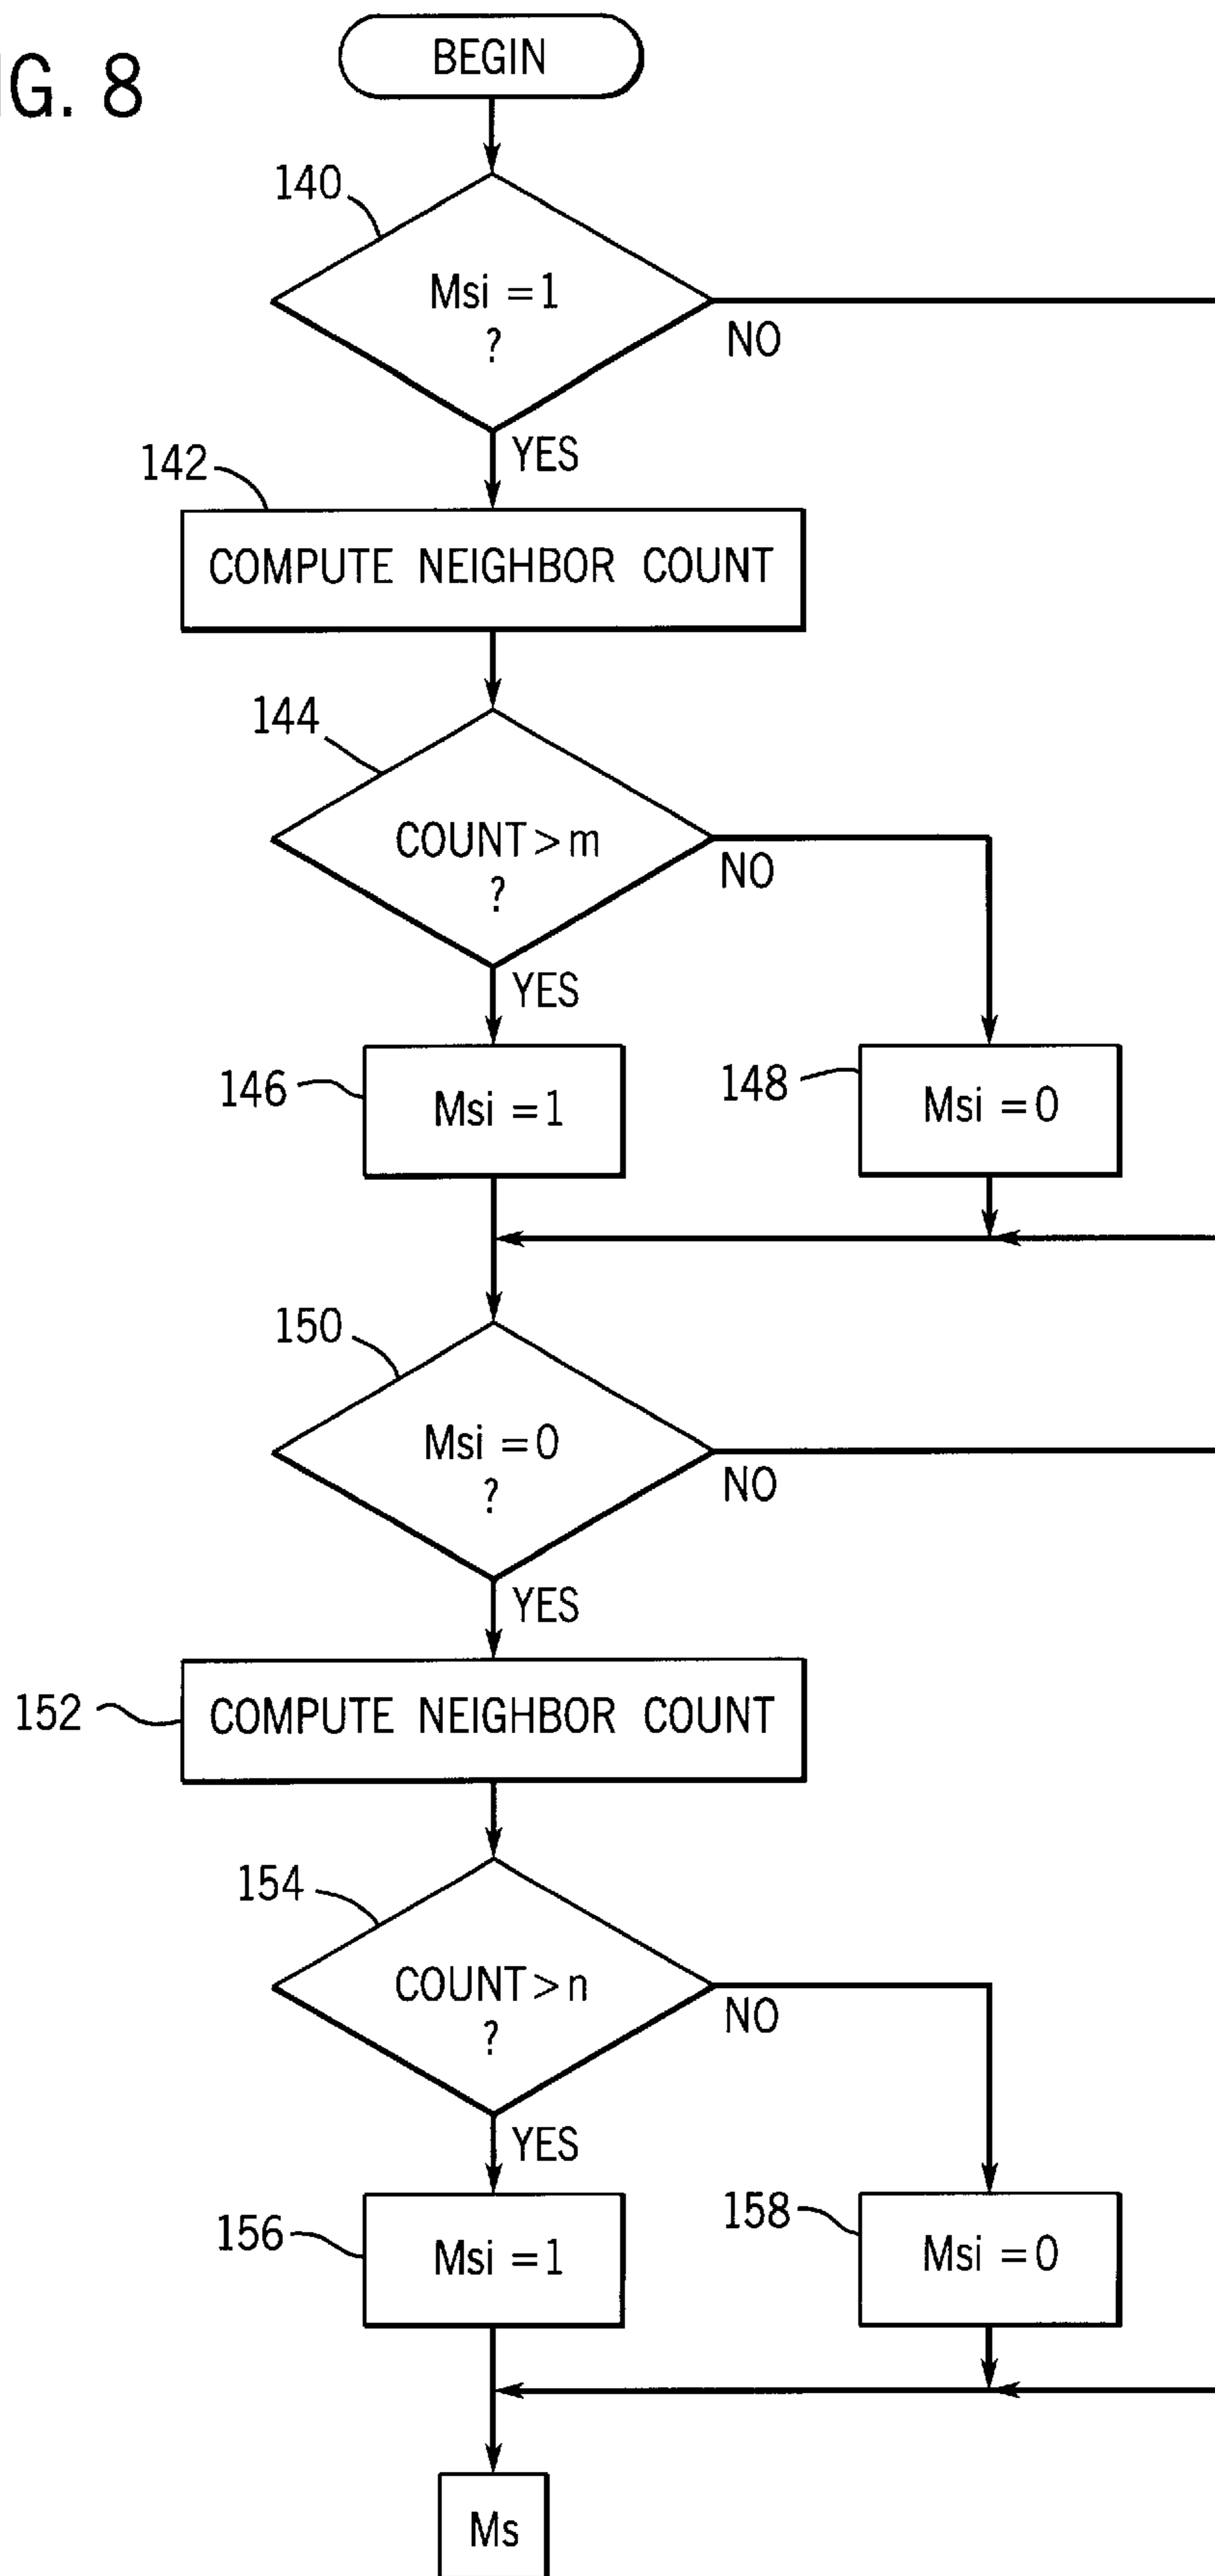 G. 8
BEGIN
140
Msi = 1
?
NO
YES
142
COMPUTE NEIGHBOR COUNT
144
COUNT > m
?
NO
YES
146
Msi = 1
148
Msi = 0
150
Msi = 0
?
NO
YES
152
COMPUTE NEIGHBOR COUNT
154
COUNT > n
?
NO
YES
156
Msi = 1
158
Msi = 0
Ms